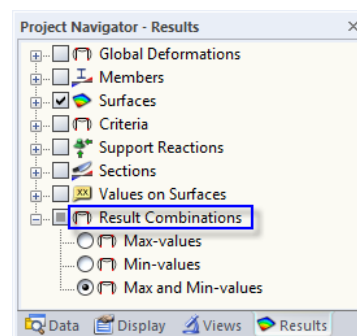 Project Navigator - Results
Global Deformations
Members
Surfaces
Criteria
Support Reactions
Sections
xx Values on Surfaces
Result Combinations
Max-values
Min-values
Max and Min-values
Data Display Views Results